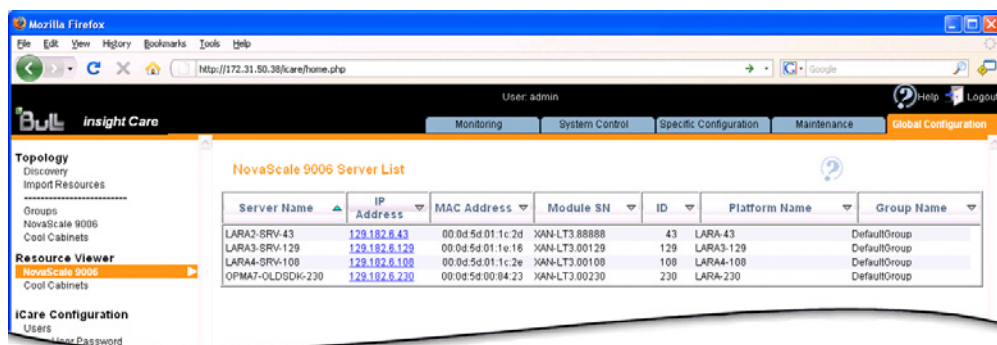 Mozilla Firefox
File Edit View History Bookmarks Tools Help
http://172.31.50.38/icare/home.php
Google
User: admin
Help Logout
Bull insight Care
Monitoring System Control Specific Configuration Maintenance Global Configuration
Topology
Discovery
Import Resources
Groups
NovaScale 9006
Cool Cabinets
Resource Viewer
NovaScale 9006
Cool Cabinets
iCare Configuration
Users
User Password
NovaScale 9006 Server List
Server Name IP Address MAC Address Module SN ID Platform Name Group Name
LARA2-SRV-43 129.182.6.43 00:0d:5d:01:1c:2d XAN-LT3.88888 43 LARA-43 DefaultGroup
LARA3-SRV-129 129.182.6.129 00:0d:5d:01:1e:16 XAN-LT3.00129 129 LARA3-129 DefaultGroup
LARA4-SRV-108 129.182.6.108 00:0d:5d:01:1c:2e XAN-LT3.00108 108 LARA4-108 DefaultGroup
OPMA7-OLDSDK-230 129.182.6.230 00:0d:5d:00:84:23 XAN-LT3.00230 230 LARA-230 DefaultGroup